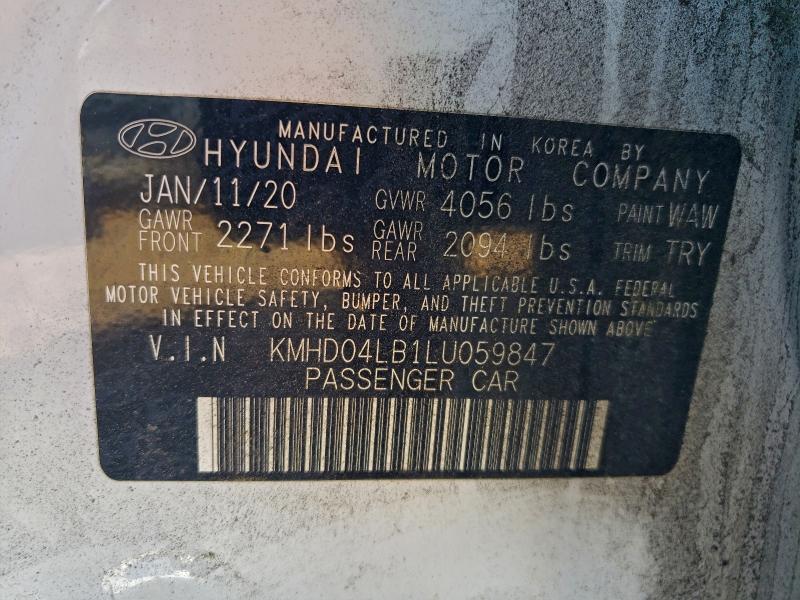 MANUFACTURED IN KOREA BY
HYUNDAI MOTOR COMPANY
JAN/11/20 GVWR 4056 lbs PAINT WAW
GAWR FRONT 2271 lbs GAWR REAR 2094 lbs TRIM TRY
THIS VEHICLE CONFORMS TO ALL APPLICABLE U.S.A. FEDERAL
MOTOR VEHICLE SAFETY, BUMPER, AND THEFT PREVENTION STANDARDS
IN EFFECT ON THE DATE OF MANUFACTURE SHOWN ABOVE
V.I.N KMHD04LB1LU059847
PASSENGER CAR